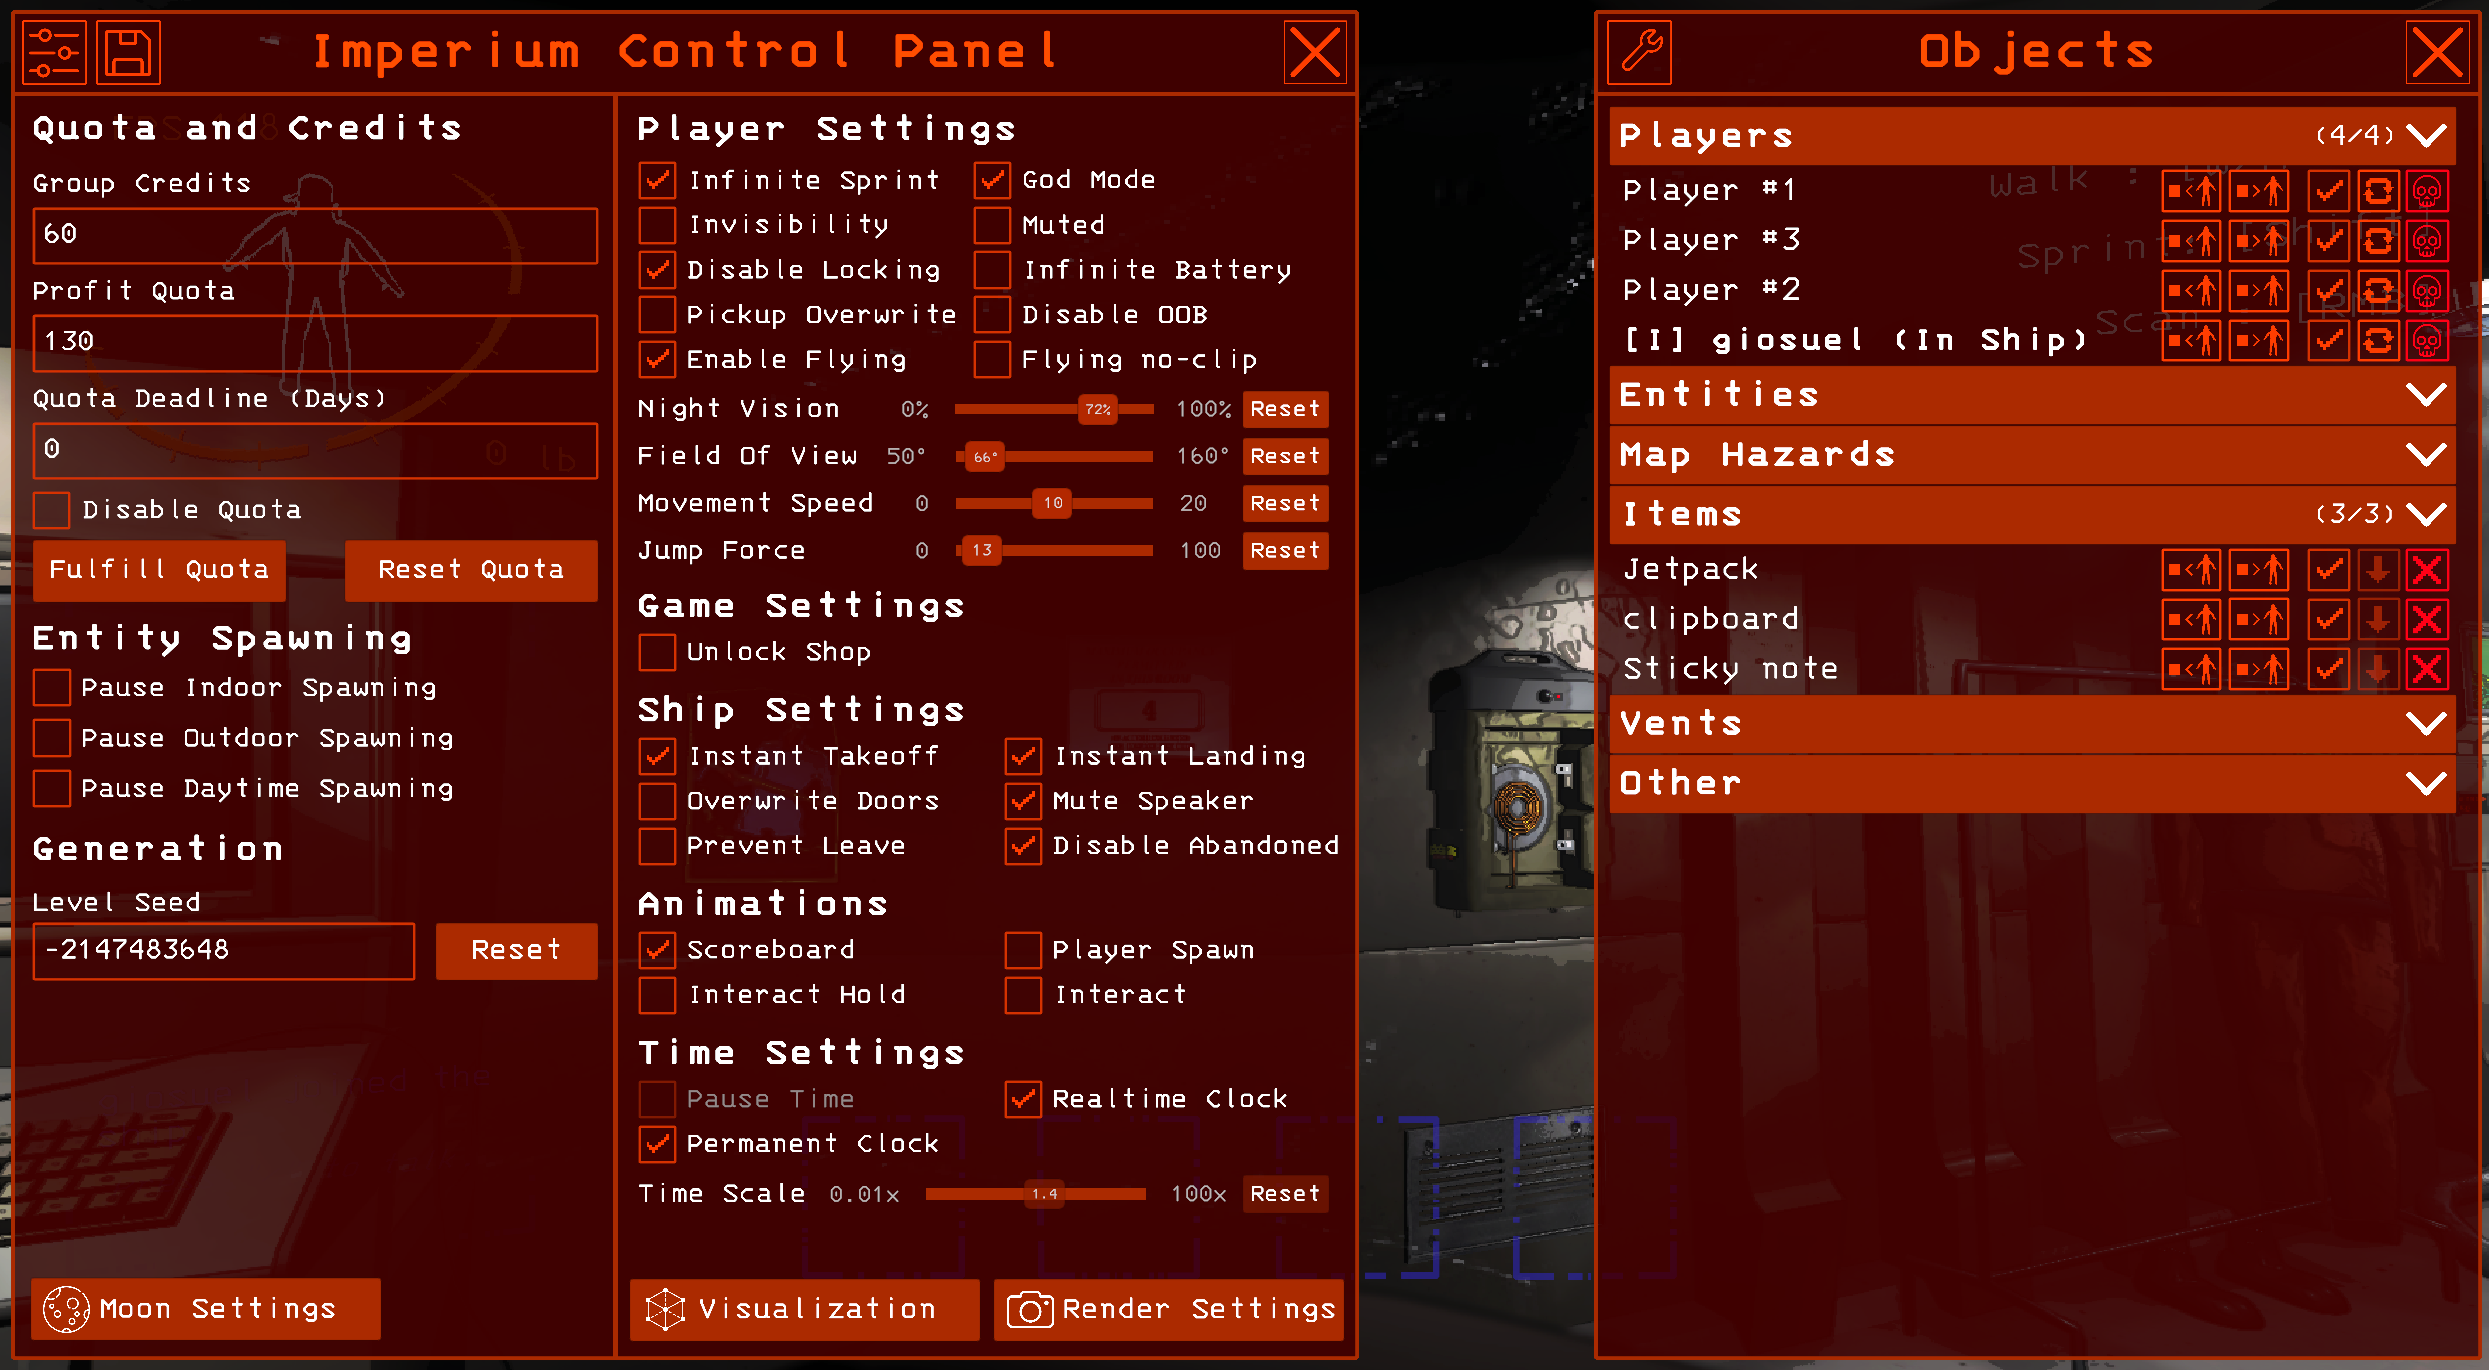 Imperium Control Panel
Quota and Credits
Group Credits
60
Profit Quota
130
Quota Deadline (Days)
0
0 lb
Disable Quota
Fulfill Quota
Reset Quota
Entity Spawning
Pause Indoor Spawning
Pause Outdoor Spawning
Pause Daytime Spawning
Generation
Level Seed
-2147483648
Reset
Moon Settings
Player Settings
Infinite Sprint
God Mode
Invisibility
Muted
Disable Locking
Infinite Battery
Pickup Overwrite
Disable OOB
Enable Flying
Flying no-clip
Night Vision 0% 72% 100% Reset
Field Of View 50° 66° 160° Reset
Movement Speed 0 10 20 Reset
Jump Force 0 13 100 Reset
Game Settings
Unlock Shop
Ship Settings
4
Instant Takeoff
Instant Landing
Overwrite Doors
Mute Speaker
Prevent Leave
Disable Abandoned
Animations
Scoreboard
Player Spawn
Interact Hold
Interact
Time Settings
Pause Time
Realtime Clock
Permanent Clock
Time Scale 0.01x 1.4 100x Reset
Visualization
Render Settings
Objects
Players (4/4)
Walk :
Player #1
Sprint:
Player #3
Player #2
Scan :
[I] giosuel (In Ship)
Entities
Map Hazards
Items (3/3)
Jetpack
clipboard
Sticky note
Vents
Other